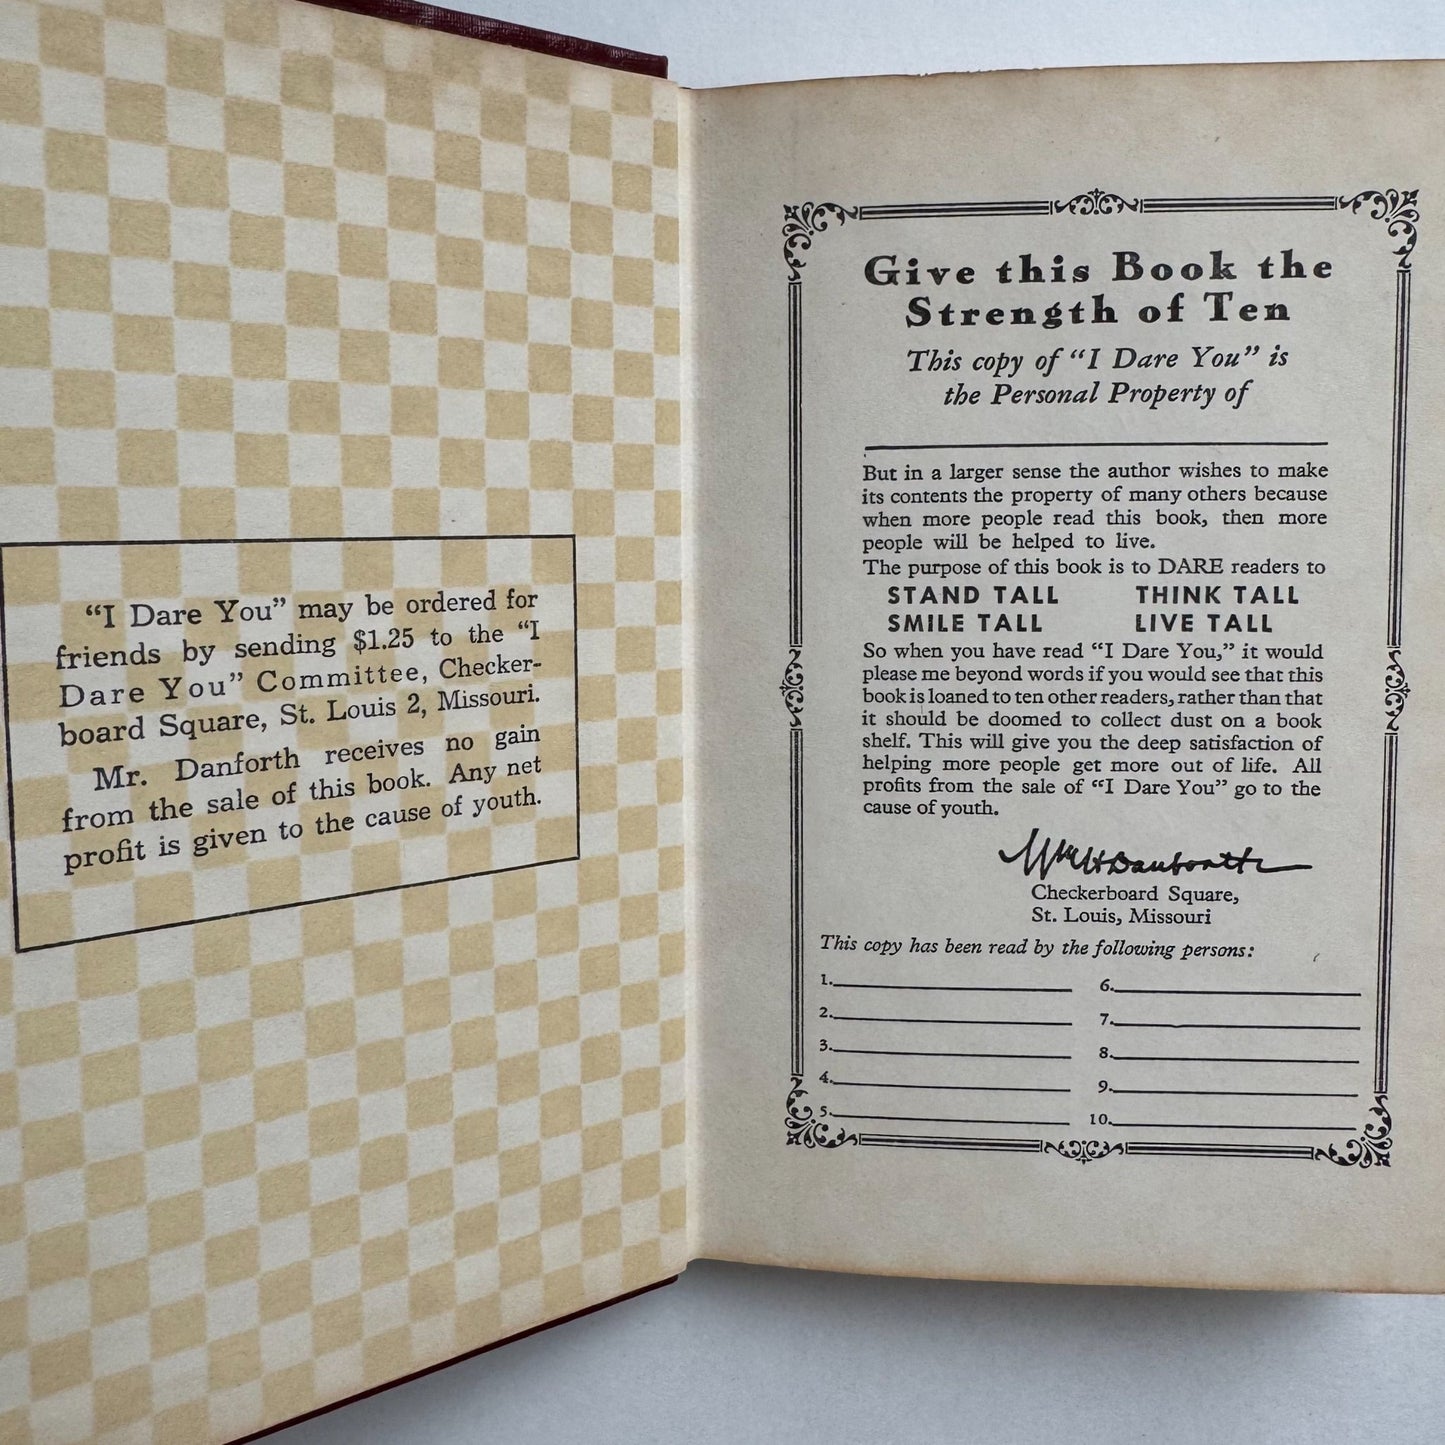 “I Dare You” may be ordered for
friends by sending $1.25 to the “I
Dare You” Committee, Checker-
board Square, St. Louis 2, Missouri.
Mr. Danforth receives no gain
from the sale of this book. Any net
profit is given to the cause of youth.
Give this Book the
Strength of Ten
This copy of “I Dare You” is
the Personal Property of
But in a larger sense the author wishes to make
its contents the property of many others because
when more people read this book, then more
people will be helped to live.
The purpose of this book is to DARE readers to
STAND TALL THINK TALL
SMILE TALL LIVE TALL
So when you have read “I Dare You,” it would
please me beyond words if you would see that this
book is loaned to ten other readers, rather than that
it should be doomed to collect dust on a book
shelf. This will give you the deep satisfaction of
helping more people get more out of life. All
profits from the sale of “I Dare You” go to the
cause of youth.
Wm H Danforth
Checkerboard Square,
St. Louis, Missouri
This copy has been read by the following persons:
1. 6.
2. 7.
3. 8.
4. 9.
5. 10.